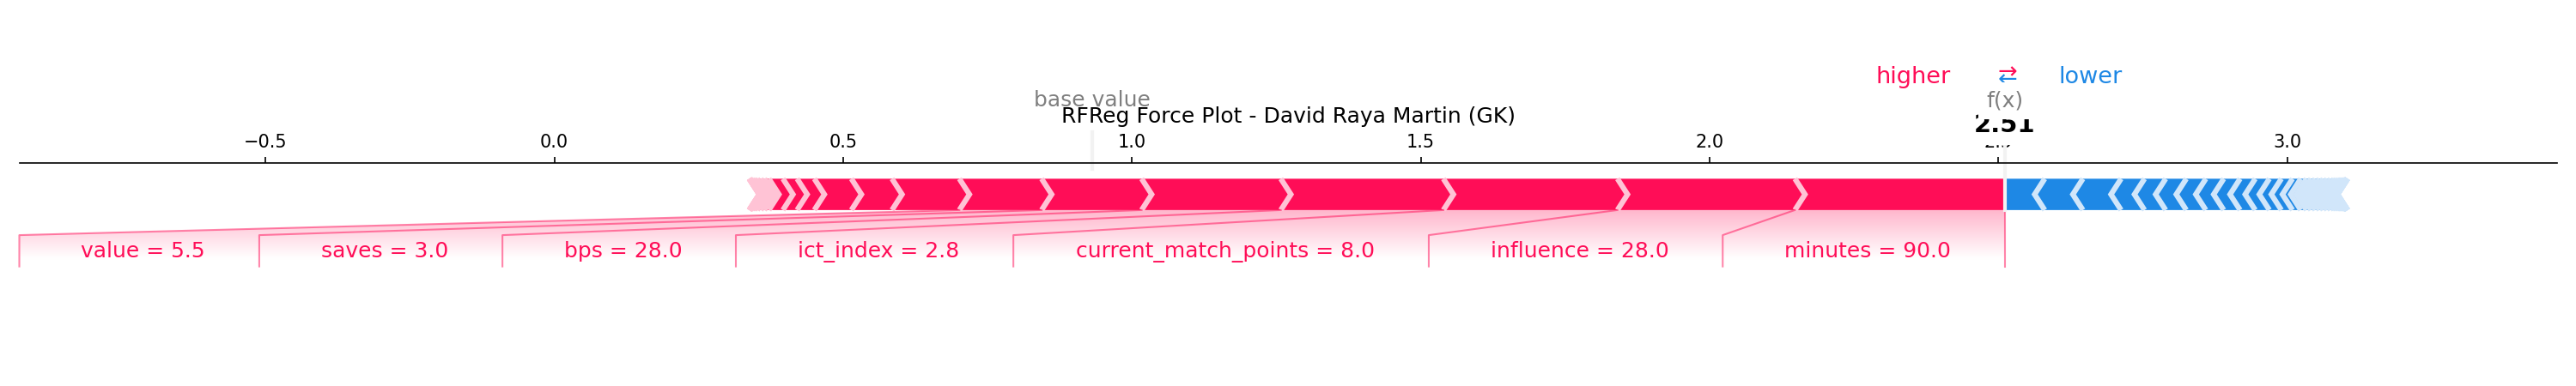 higher ⇄ lower
base value f(x)
RFReg Force Plot - David Raya Martin (GK)
2.51
−0.5 0.0 0.5 1.0 1.5 2.0 3.0
value = 5.5 saves = 3.0 bps = 28.0 ict_index = 2.8 current_match_points = 8.0 influence = 28.0 minutes = 90.0